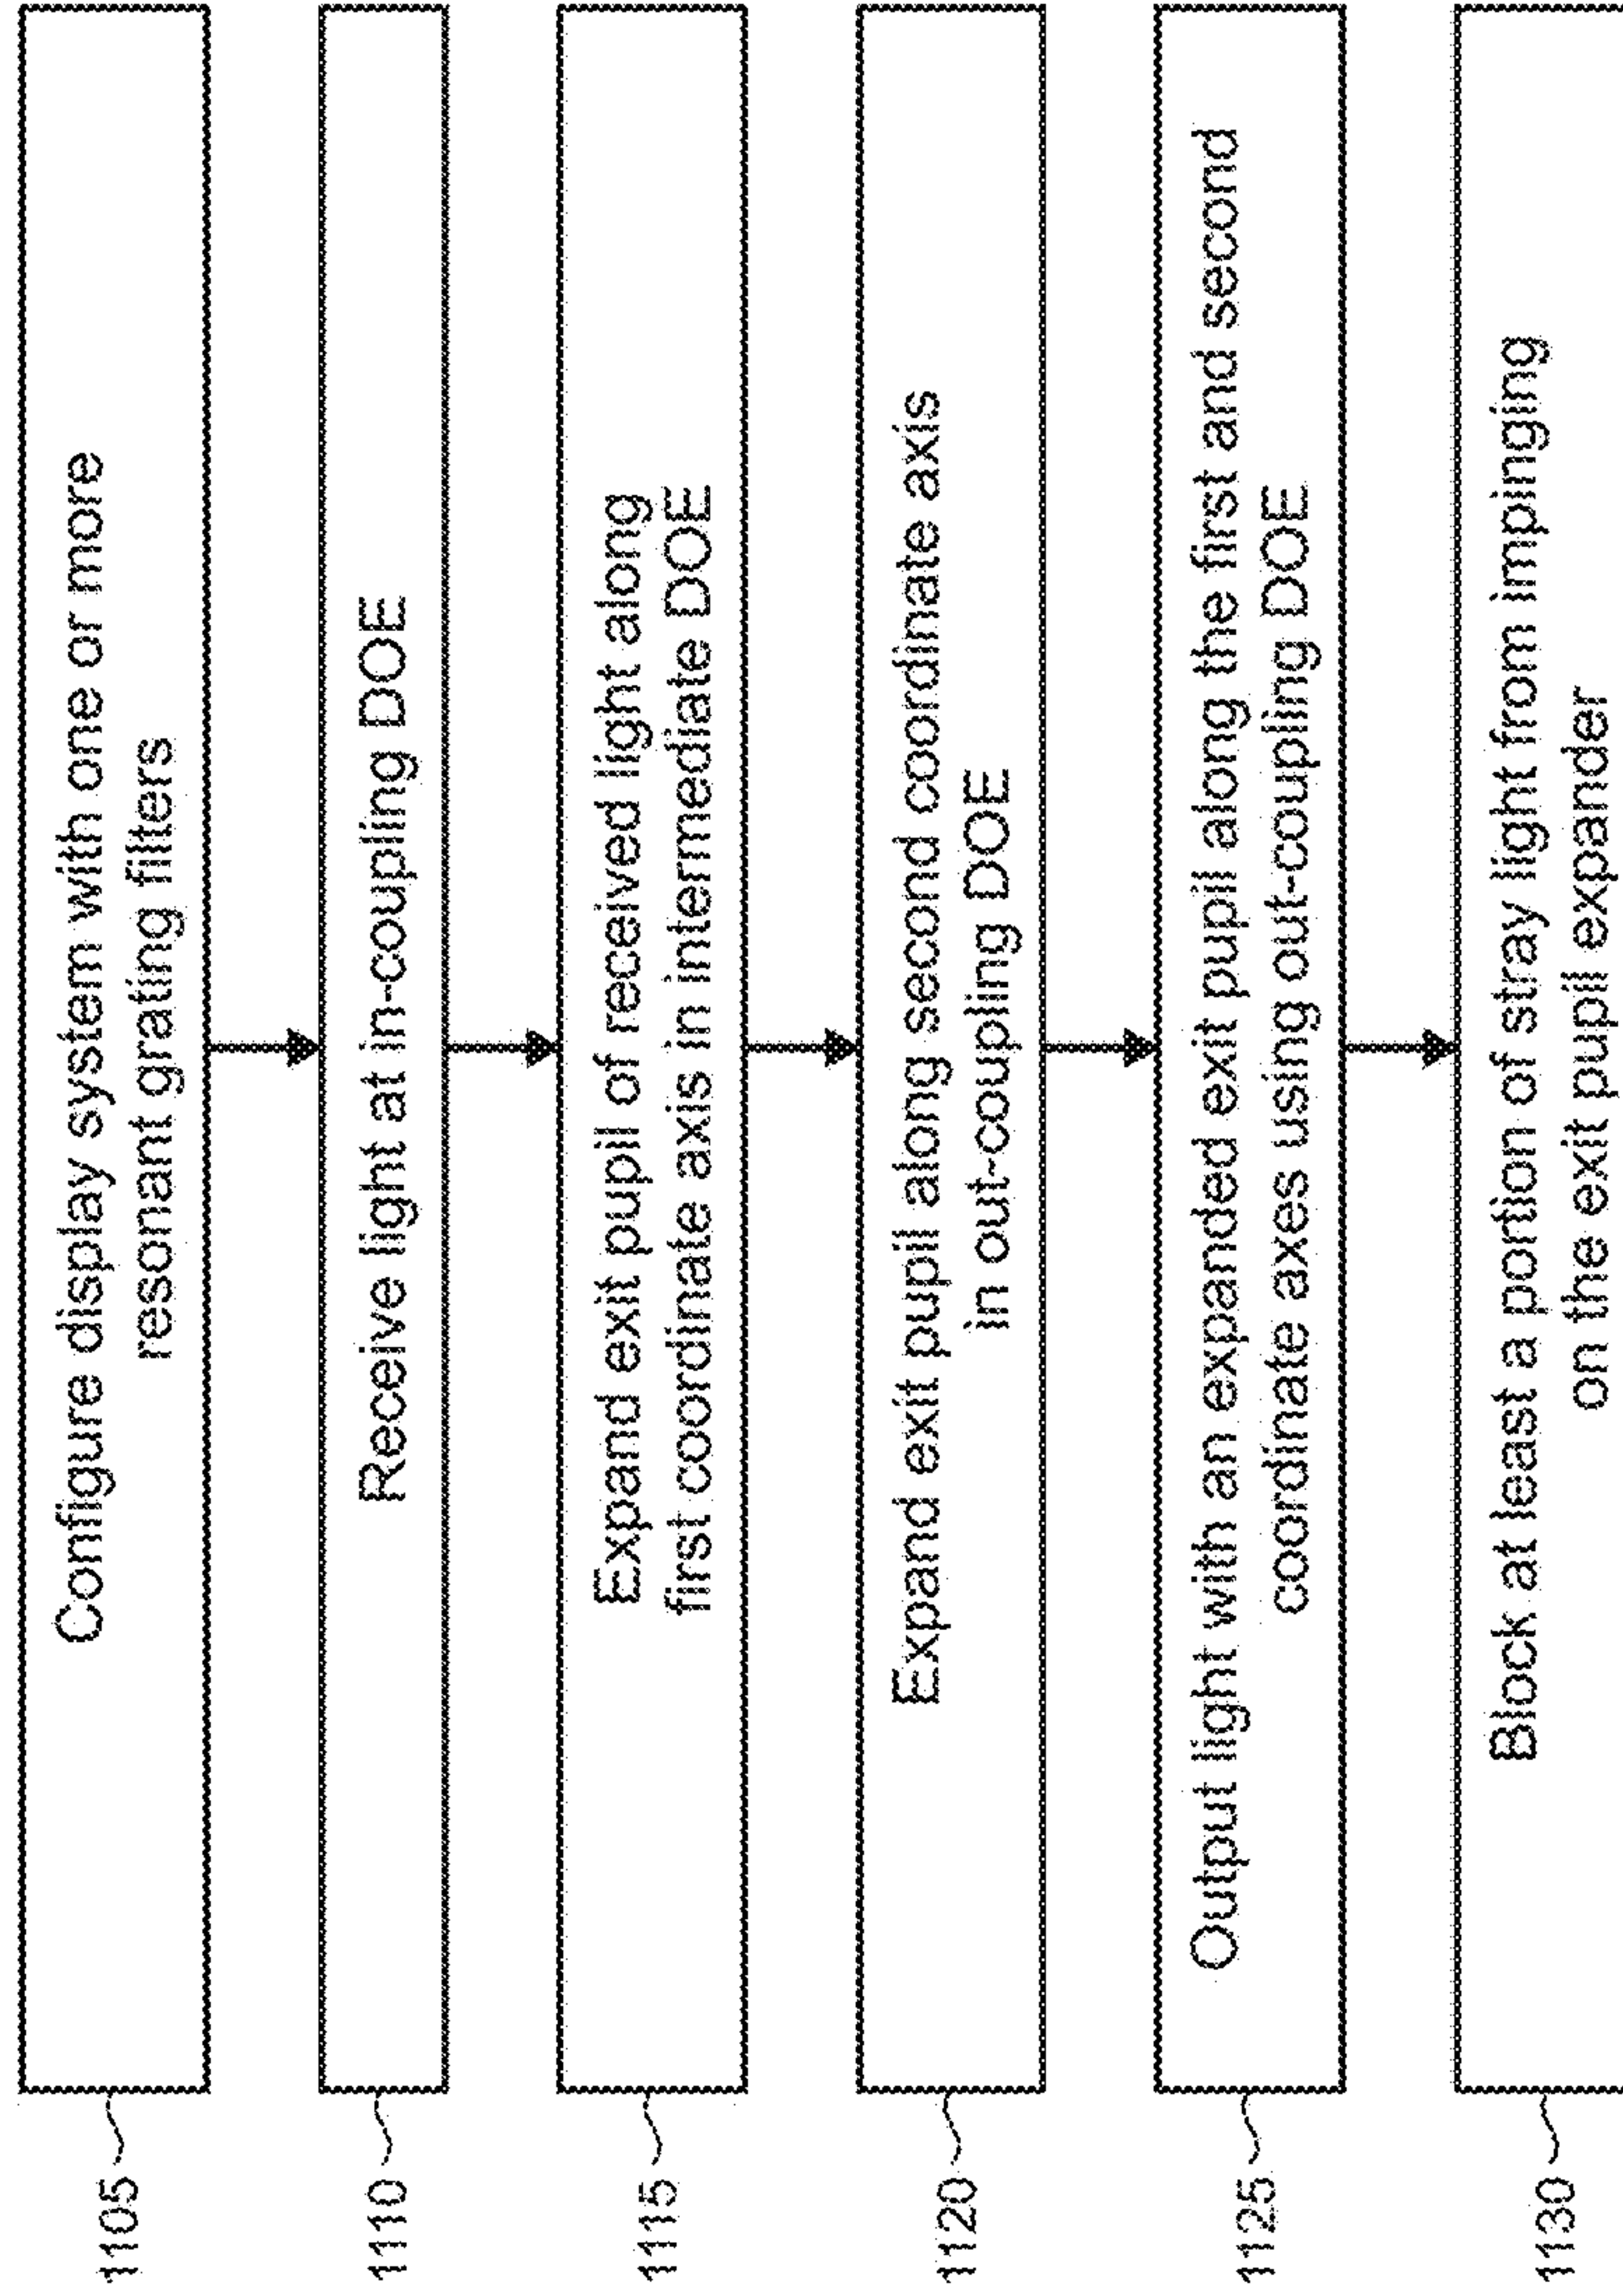 1105
Configure display system with one or more
resonant grating filters
1110
Receive light at in-coupling DOE
1115
Expand exit pupil of received light along
first coordinate axis in intermediate DOE
1120
Expand exit pupil along second coordinate axis
in out-coupling DOE
1125
Output light with an expanded exit pupil along the first and second
coordinate axes using out-coupling DOE
1130
Block at least a portion of stray light from impinging
on the exit pupil expander